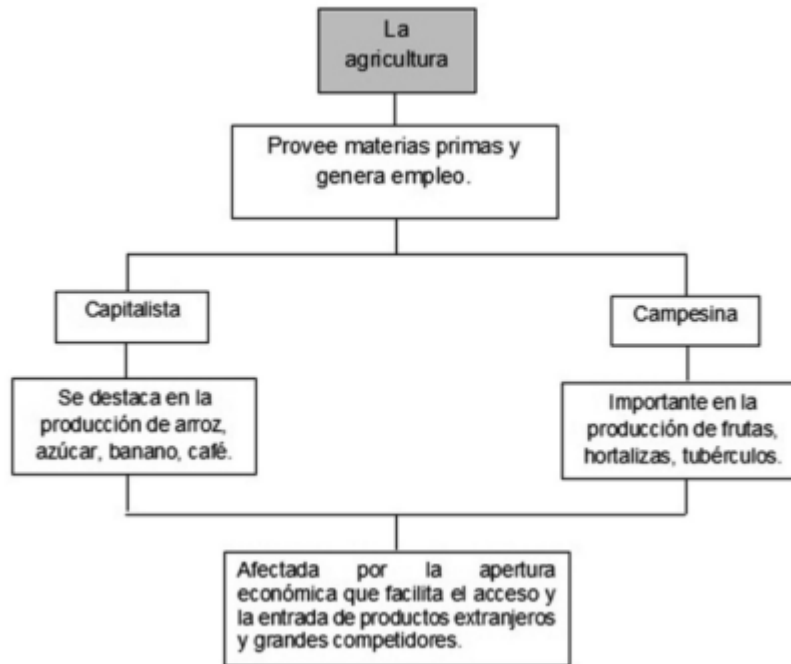 La
agricultura
Provee materias primas y
genera empleo.
Capitalista
Campesina
Se destaca en la
producción de arroz,
azúcar, banano, café.
Importante en la
producción de frutas,
hortalizas, tubérculos.
Afectada por la apertura
económica que facilita el acceso y
la entrada de productos extranjeros
y grandes competidores.